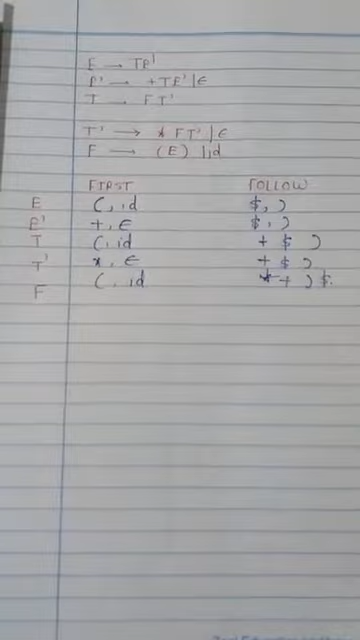 E → TE'
E' → +TE'|ε
T → FT'
T' → * FT'|ε
F → (E) | id
FIRST FOLLOW
E (, id $, )
E' +, ε $, )
T (, id + $ )
T' *, ε + $ )
F (, id * + ) $.